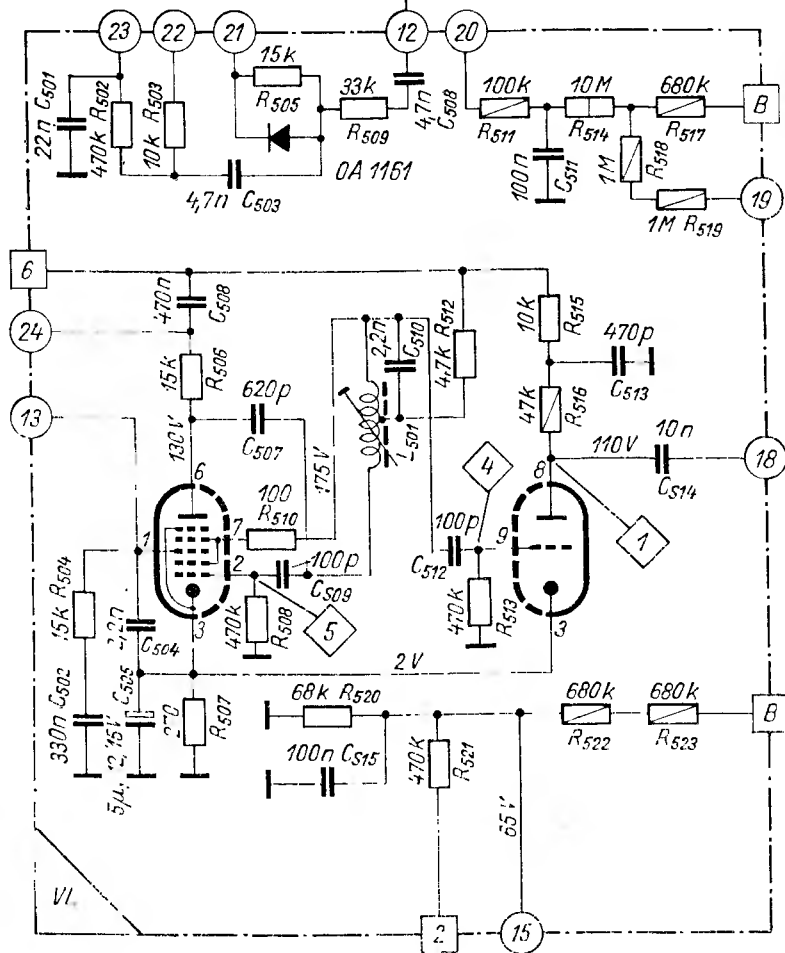 23 22 21 12 20
22n C501
470k R502
10k R503
15k
R505
33k
R509
4,7n C508
100k
R511
10M
R514
680k
R517
B
100n C511
1M R518
1M R519
19
4,7n C503
0A 1161
6
24
13
470n C508
15k R506
130V
620p
C507
175V
2,2n C510
4,7k R512
10k R515
470p
C513
47k R516
110V
10n
C514
18
L501
100
R510
100p
C509
100p
C512
4
1
5
6
7
1
2
3
8
9
3
15k R504
C504
330n C502
C505
470k R508
470k R513
2V
R507
68k R520
100n C515
470k R521
65V
680k
R522
680k
R523
B
VI.
2
15